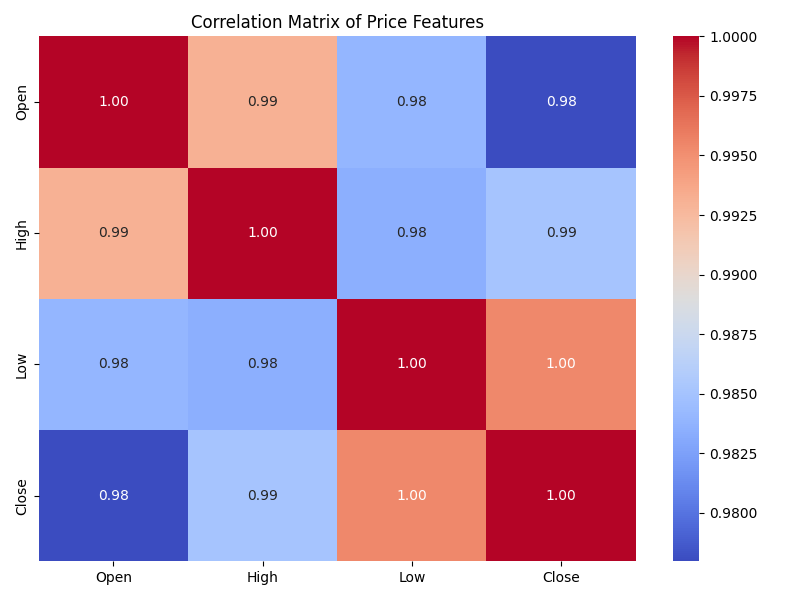 Correlation Matrix of Price Features
Open 1.00 0.99 0.98 0.98
High 0.99 1.00 0.98 0.99
Low 0.98 0.98 1.00 1.00
Close 0.98 0.99 1.00 1.00
Open High Low Close
1.0000
0.9975
0.9950
0.9925
0.9900
0.9875
0.9850
0.9825
0.9800